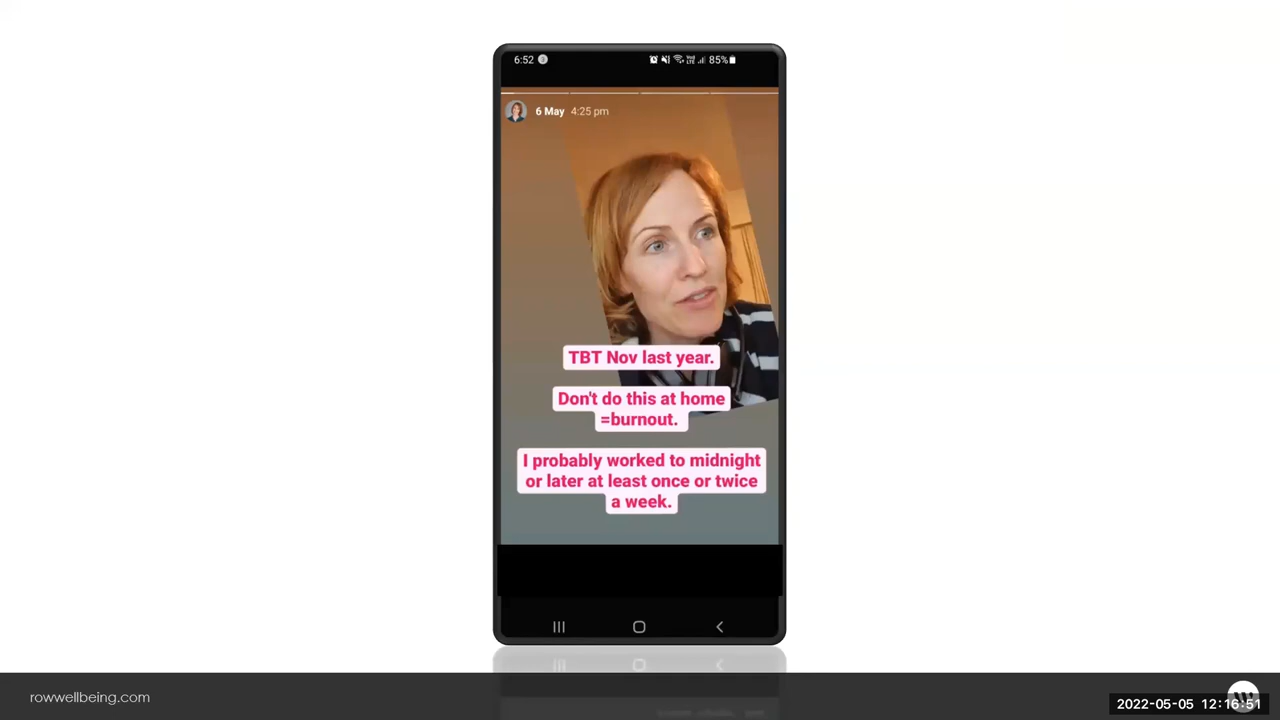 6:52
85%
6 May 4:25 pm
TBT Nov last year.
Don't do this at home
=burnout.
I probably worked to midnight
or later at least once or twice
a week.
rowwellbeing.com
2022-05-05 12:16:51